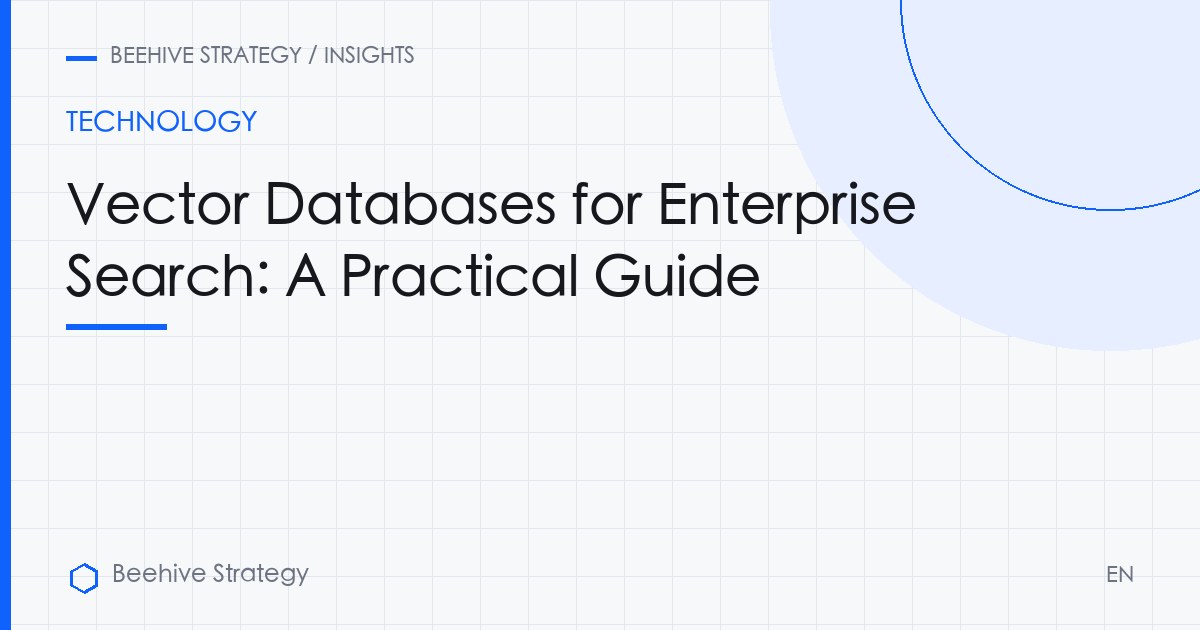 BEEHIVE STRATEGY / INSIGHTS
TECHNOLOGY
Vector Databases for Enterprise
Search: A Practical Guide
Beehive Strategy
EN